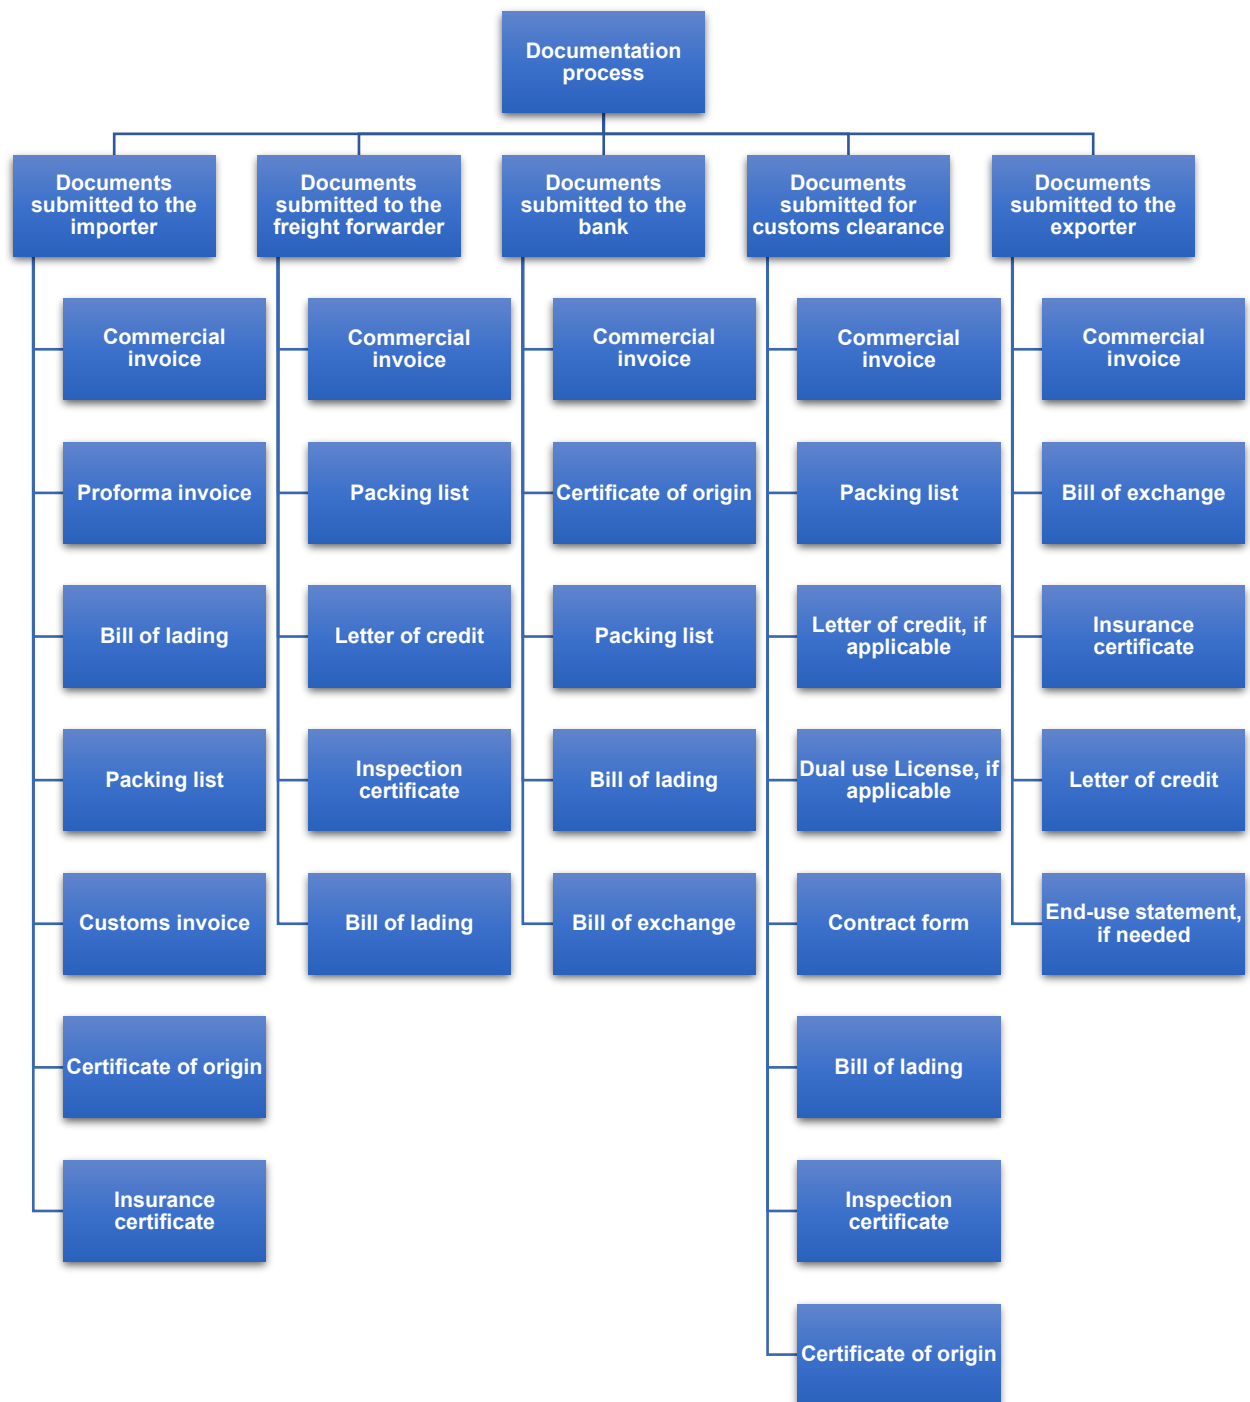 Documentation
process
Documents
submitted to the
importer
Documents
submitted to the
freight forwarder
Documents
submitted to the
bank
Documents
submitted for
customs clearance
Documents
submitted to the
exporter
Commercial
invoice
Proforma invoice
Bill of lading
Packing list
Customs invoice
Certificate of origin
Insurance
certificate
Commercial
invoice
Packing list
Letter of credit
Inspection
certificate
Bill of lading
Commercial
invoice
Certificate of origin
Packing list
Bill of lading
Bill of exchange
Commercial
invoice
Packing list
Letter of credit, if
applicable
Dual use License, if
applicable
Contract form
Bill of lading
Inspection
certificate
Certificate of origin
Commercial
invoice
Bill of exchange
Insurance
certificate
Letter of credit
End-use statement,
if needed